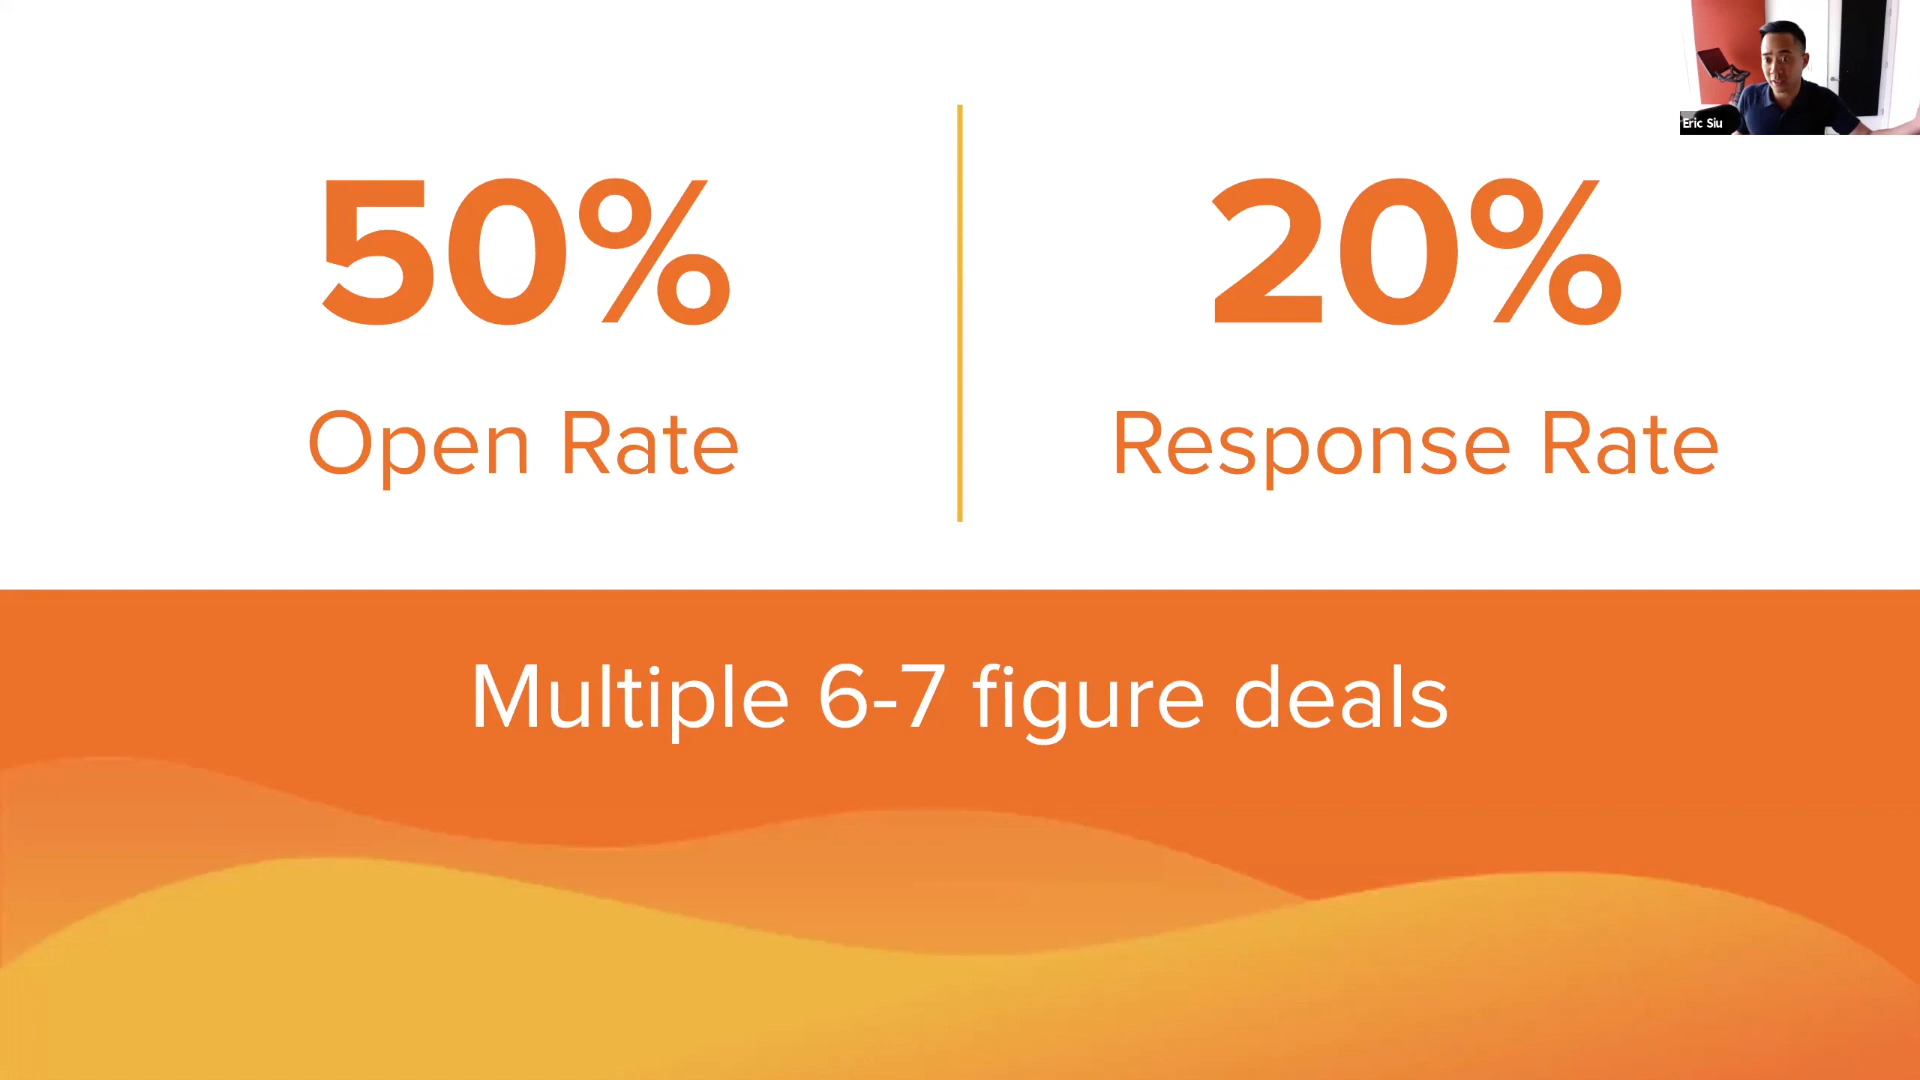 50%
Open Rate
20%
Response Rate
Multiple 6-7 figure deals
Eric Siu